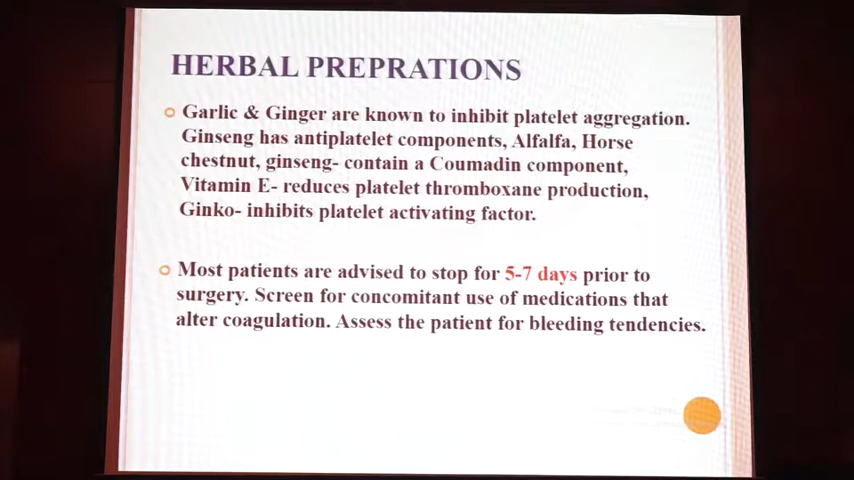 HERBAL PREPRATIONS
Garlic & Ginger are known to inhibit platelet aggregation.
Ginseng has antiplatelet components, Alfalfa, Horse
chestnut, ginseng- contain a Coumadin component,
Vitamin E- reduces platelet thromboxane production,
Ginko- inhibits platelet activating factor.
Most patients are advised to stop for 5-7 days prior to
surgery. Screen for concomitant use of medications that
alter coagulation. Assess the patient for bleeding tendencies.